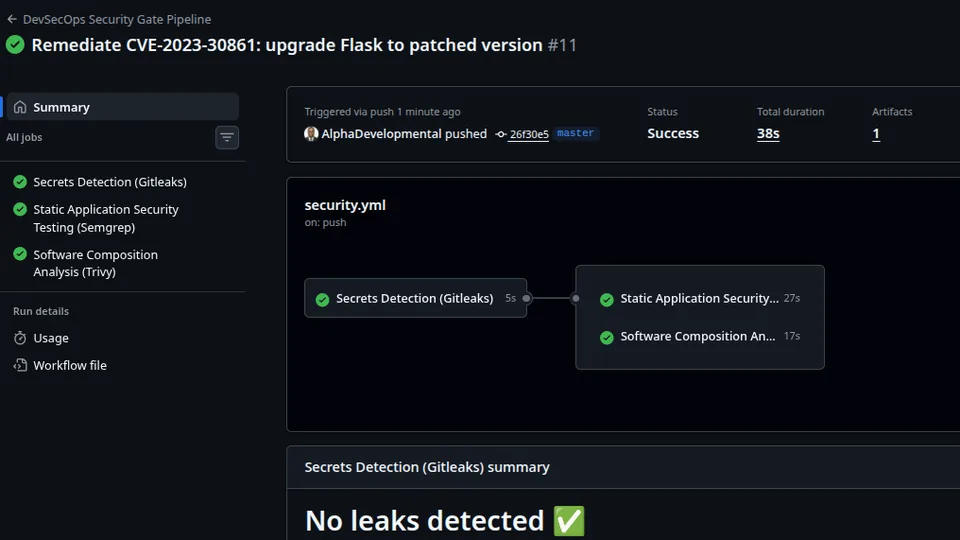 ← DevSecOps Security Gate Pipeline
Remediate CVE-2023-30861: upgrade Flask to patched version #11
Summary
All jobs
Secrets Detection (Gitleaks)
Static Application Security
Testing (Semgrep)
Software Composition
Analysis (Trivy)
Run details
Usage
Workflow file
Triggered via push 1 minute ago
AlphaDevelopmental pushed 26f30e5 master
Status
Success
Total duration
38s
Artifacts
1
security.yml
on: push
Secrets Detection (Gitleaks) 5s
Static Application Security... 27s
Software Composition An... 17s
Secrets Detection (Gitleaks) summary
No leaks detected ✅